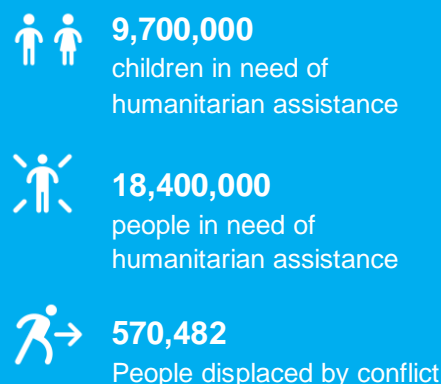 9,700,000
children in need of
humanitarian assistance
18,400,000
people in need of
humanitarian assistance
570,482
People displaced by conflict